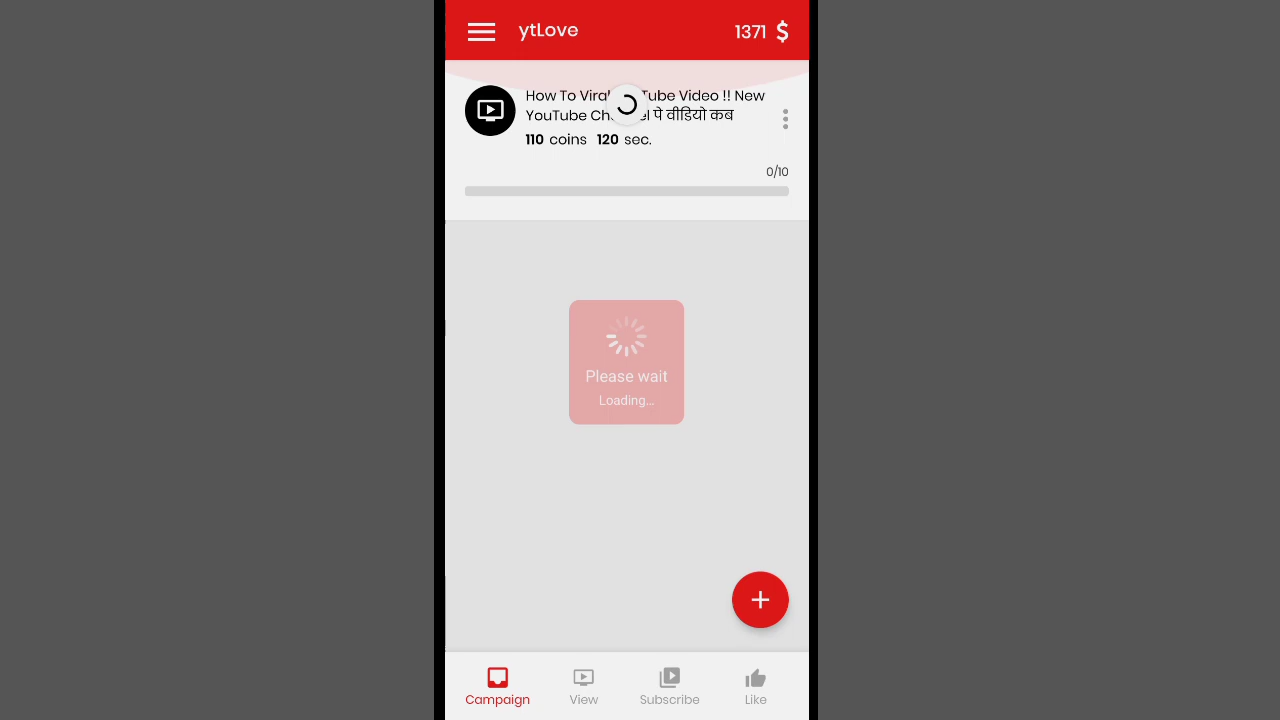 ytLove
1371 $
How To Viral Tube Video !! New
YouTube Ch पे वीडियो कब
110 coins 120 sec.
0/10
Please wait
Loading...
Campaign
View
Subscribe
Like